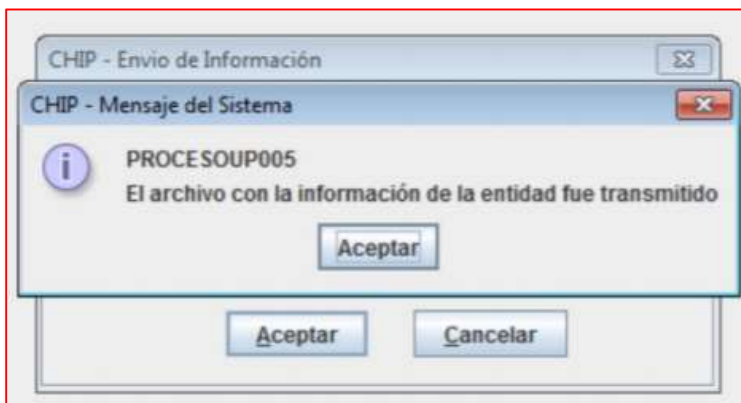 CHIP - Envio de Información
CHIP - Mensaje del Sistema
i
PROCESOUP005
El archivo con la información de la entidad fue transmitido
Aceptar
Aceptar Cancelar